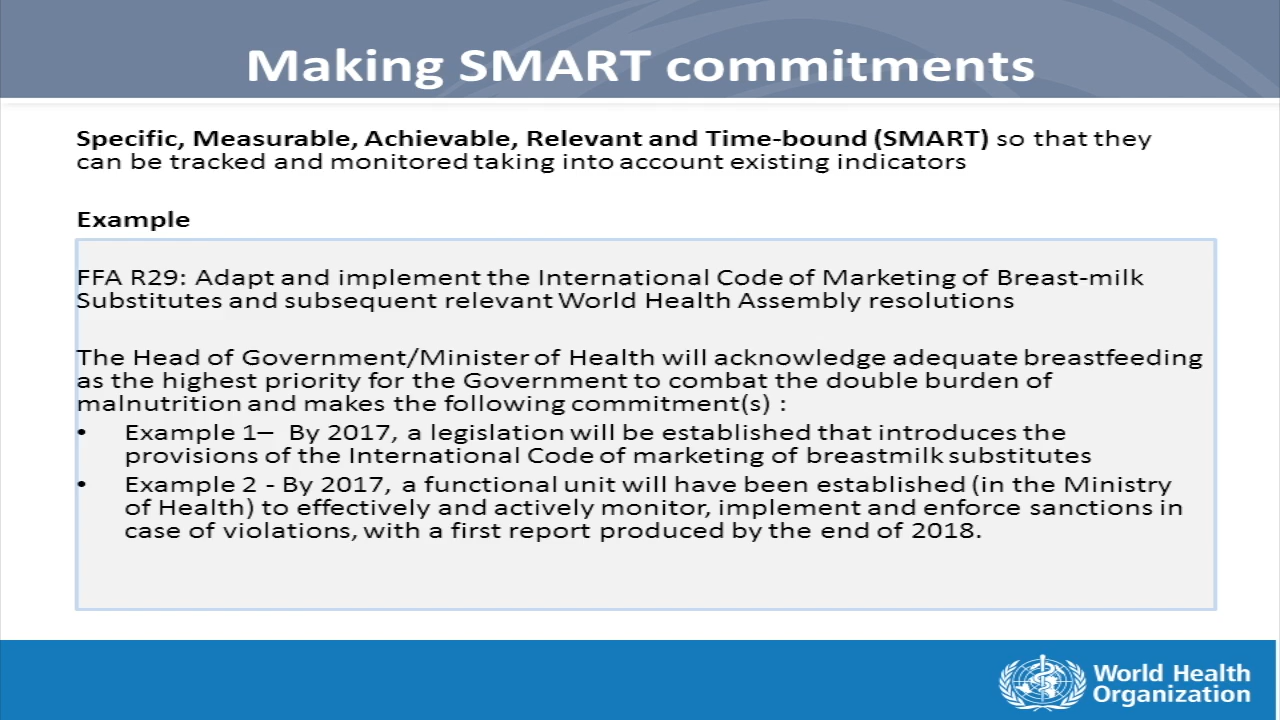 Making SMART commitments
Specific, Measurable, Achievable, Relevant and Time-bound (SMART) so that they
can be tracked and monitored taking into account existing indicators
Example
FFA R29: Adapt and implement the International Code of Marketing of Breast-milk
Substitutes and subsequent relevant World Health Assembly resolutions
The Head of Government/Minister of Health will acknowledge adequate breastfeeding
as the highest priority for the Government to combat the double burden of
malnutrition and makes the following commitment(s) :
• Example 1– By 2017, a legislation will be established that introduces the
provisions of the International Code of marketing of breastmilk substitutes
• Example 2 - By 2017, a functional unit will have been established (in the Ministry
of Health) to effectively and actively monitor, implement and enforce sanctions in
case of violations, with a first report produced by the end of 2018.
World Health
Organization